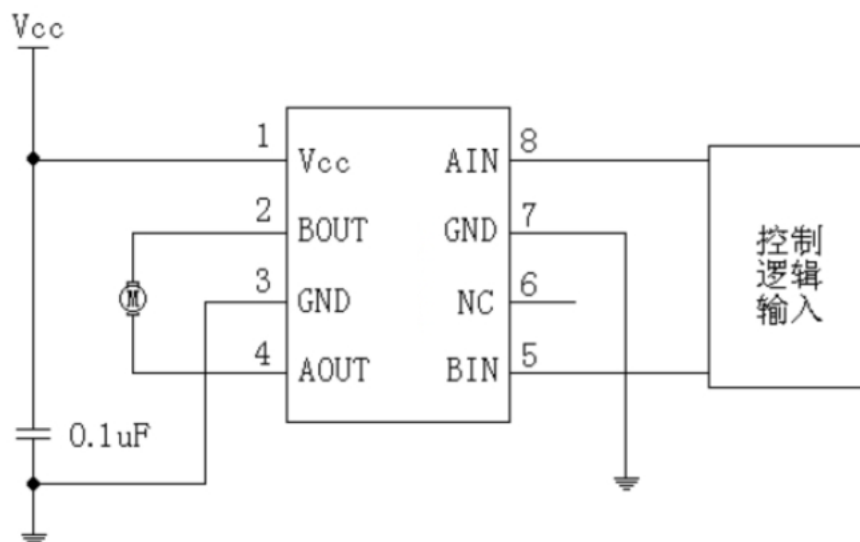 Vcc
1
Vcc
AIN
8
2
BOUT
GND
7
M
3
GND
NC
6
4
AOUT
BIN
5
0.1uF
控制
逻辑
输入